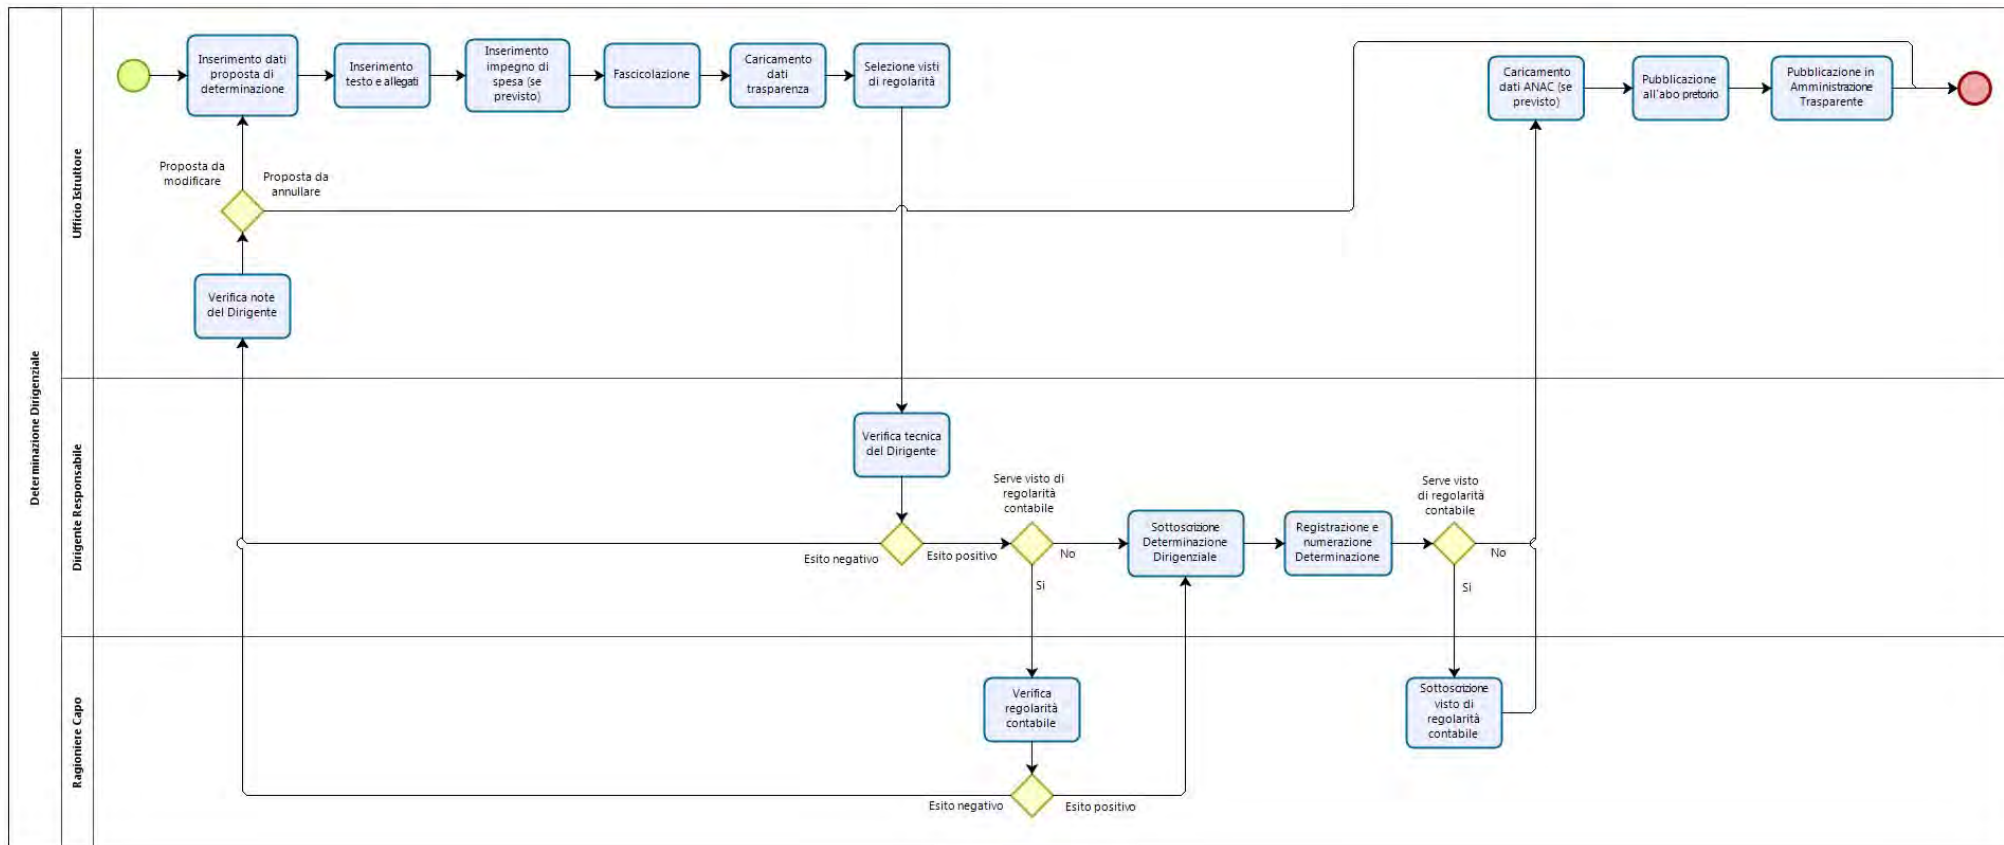 Determinazione Dirigenziale
Ufficio Istruttore
Inserimento dati
proposta di
determinazione
Inserimento
testo e allegati
Inserimento
impegno di
spesa (se
previsto)
Fascicolazione
Caricamento
dati
trasparenza
Selezione visti
di regolarità
Caricamento
dati ANAC (se
previsto)
Pubblicazione
all'abo pretorio
Pubblicazione in
Amministrazione
Trasparente
Proposta da
modificare
Proposta da
annullare
Verifica note
del Dirigente
Dirigente Responsabile
Verifica tecnica
del Dirigente
Esito negativo
Esito positivo
Serve visto di
regolarità
contabile
No
Si
Sottoscrizione
Determinazione
Dirigenziale
Registrazione e
numerazione
Determinazione
Serve visto
di regolarità
contabile
No
Si
Ragioniere Capo
Verifica
regolarità
contabile
Esito negativo
Esito positivo
Sottoscrizione
visto di
regolarità
contabile